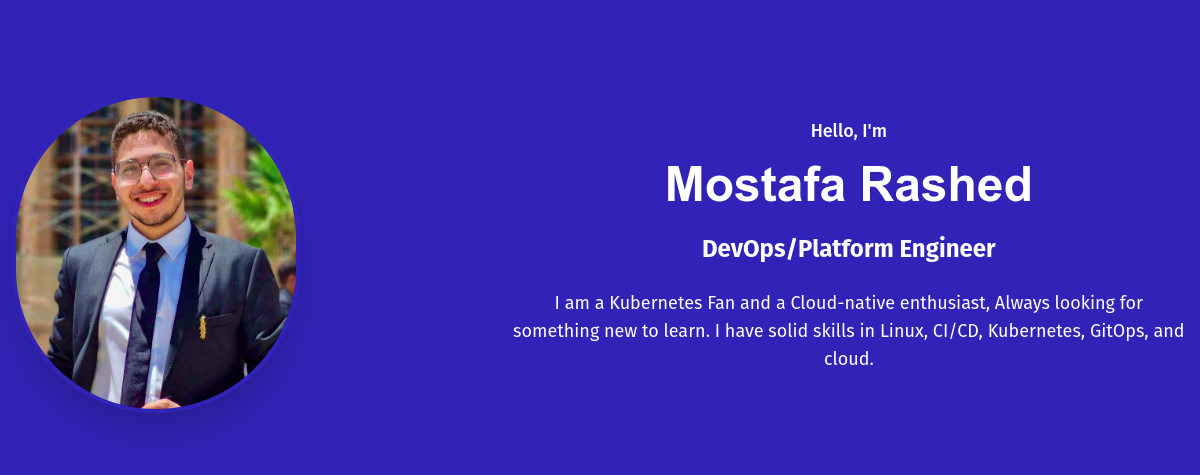 Hello, I'm
Mostafa Rashed
DevOps/Platform Engineer
I am a Kubernetes Fan and a Cloud-native enthusiast, Always looking for
something new to learn. I have solid skills in Linux, CI/CD, Kubernetes, GitOps, and
cloud.